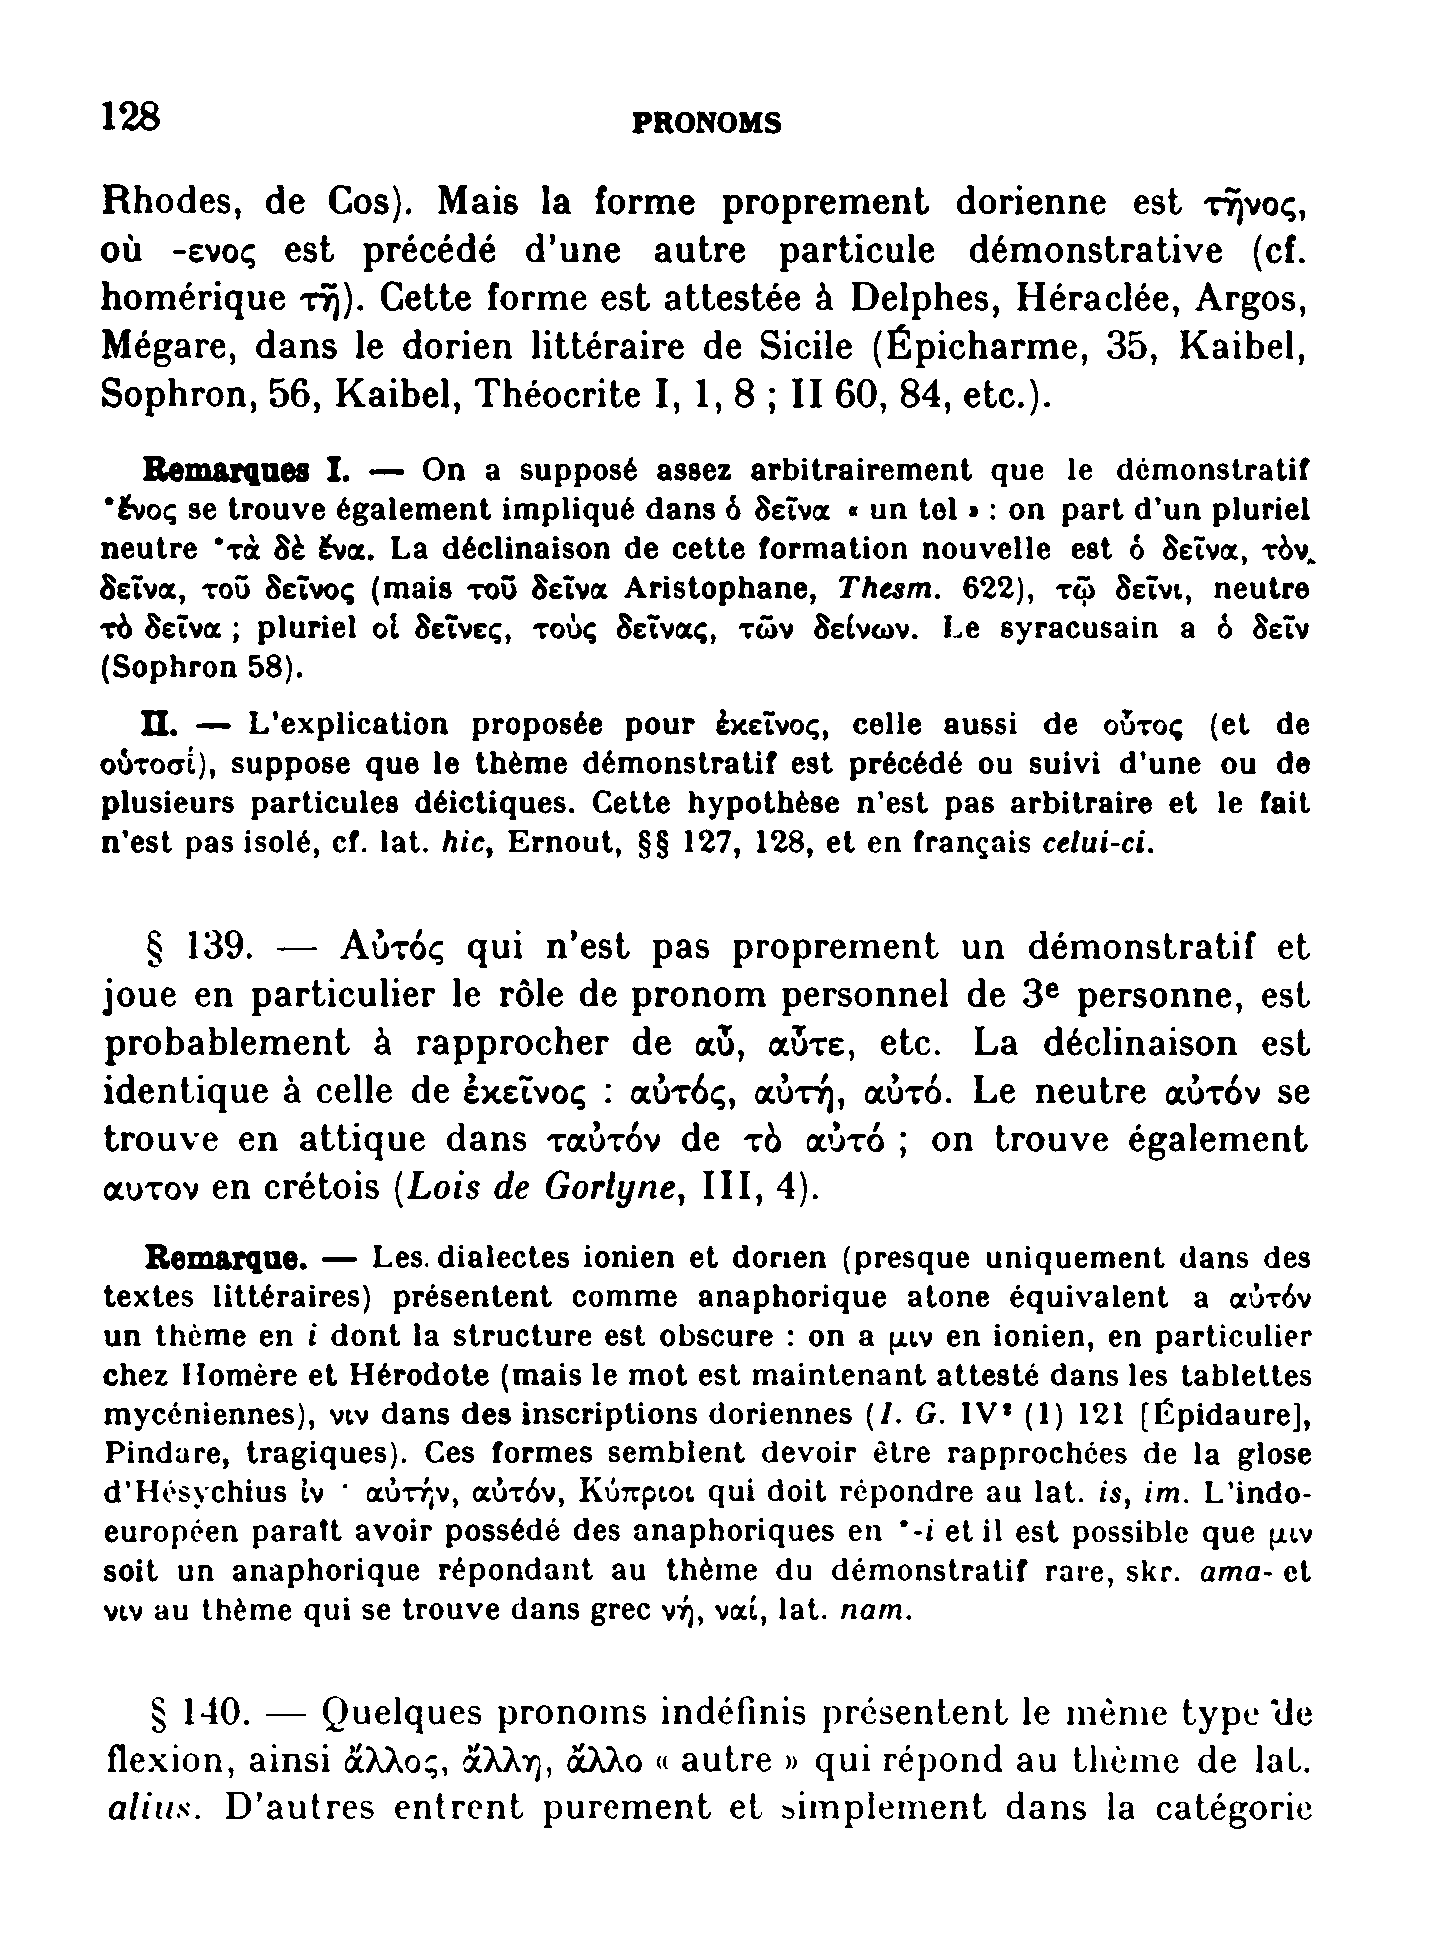 128
PRONOMS
Rhodes, de Cos). Mais la forme proprement dorienne est τῆνος,
où -ενος est précédé d'une autre particule démonstrative (cf.
homérique τῆ). Cette forme est attestée à Delphes, Héraclée, Argos,
Mégare, dans le dorien littéraire de Sicile (Épicharme, 35, Kaibel,
Sophron, 56, Kaibel, Théocrite I, 1, 8 ; II 60, 84, etc.).
Remarques I. — On a supposé assez arbitrairement que le démonstratif
*ἔνος se trouve également impliqué dans ὁ δεῖνα « un tel » : on part d'un pluriel
neutre *τὰ δὲ ἔνα. La déclinaison de cette formation nouvelle est ὁ δεῖνα, τὸν
δεῖνα, τοῦ δεῖνος (mais τοῦ δεῖνα Aristophane, Thesm. 622), τῷ δεῖνι, neutre
τὸ δεῖνα ; pluriel οἱ δεῖνες, τοὺς δεῖνας, τῶν δείνων. Le syracusain a ὁ δεῖν
(Sophron 58).
II. — L'explication proposée pour ἐκεῖνος, celle aussi de οὗτος (et de
οὑτοσί), suppose que le thème démonstratif est précédé ou suivi d'une ou de
plusieurs particules déictiques. Cette hypothèse n'est pas arbitraire et le fait
n'est pas isolé, cf. lat. hic, Ernout, §§ 127, 128, et en français celui-ci.
§ 139. — Αὐτός qui n'est pas proprement un démonstratif et
joue en particulier le rôle de pronom personnel de 3e personne, est
probablement à rapprocher de αὖ, αὖτε, etc. La déclinaison est
identique à celle de ἐκεῖνος : αὐτός, αὐτή, αὐτό. Le neutre αὐτόν se
trouve en attique dans ταὐτόν de τὸ αὐτό ; on trouve également
αυτον en crétois (Lois de Gortyne, III, 4).
Remarque. — Les dialectes ionien et dorien (presque uniquement dans des
textes littéraires) présentent comme anaphorique atone équivalent a αὐτόν
un thème en i dont la structure est obscure : on a μιν en ionien, en particulier
chez Homère et Hérodote (mais le mot est maintenant attesté dans les tablettes
mycéniennes), νιν dans des inscriptions doriennes (I. G. IV² (1) 121 [Épidaure],
Pindare, tragiques). Ces formes semblent devoir être rapprochées de la glose
d'Hésychius ἰν · αὐτήν, αὐτόν, Κύπριοι qui doit répondre au lat. is, im. L'indo-
européen paraît avoir possédé des anaphoriques en *-i et il est possible que μιν
soit un anaphorique répondant au thème du démonstratif rare, skr. ama- et
νιν au thème qui se trouve dans grec νή, ναί, lat. nam.
§ 140. — Quelques pronoms indéfinis présentent le même type de
flexion, ainsi ἄλλος, ἄλλη, ἄλλο « autre » qui répond au thème de lat.
alius. D'autres entrent purement et simplement dans la catégorie